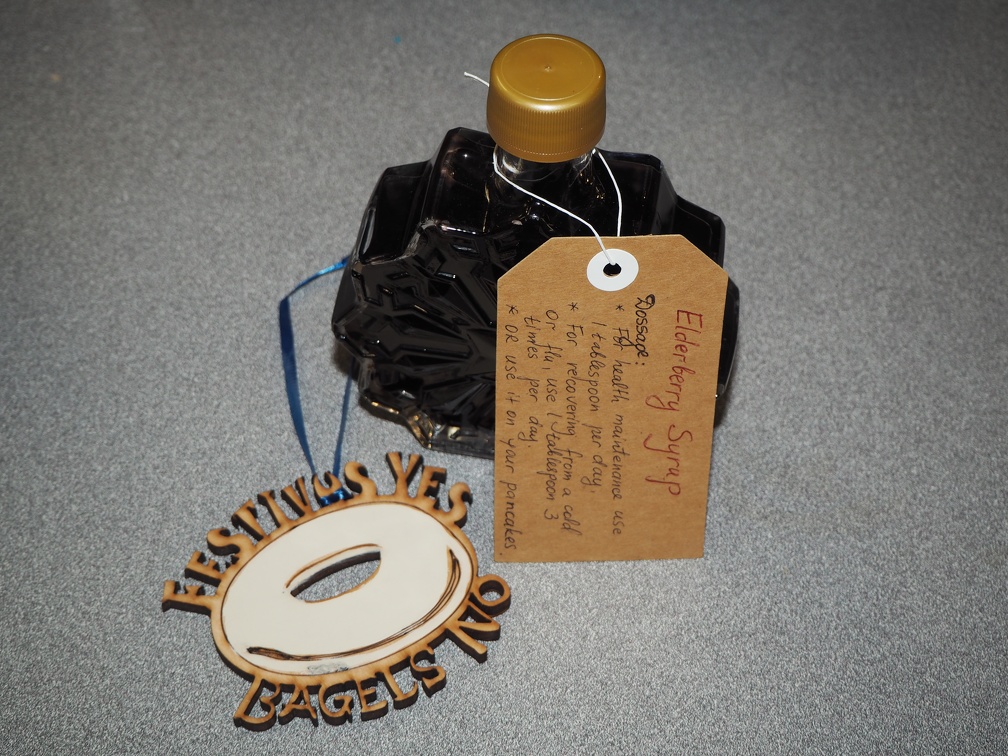 Elderberry Syrup
Dossage:
* For health maintenance use
1 tablespoon per day.
* For recovering from a cold
or flu, use 1 tablespoon 3
times per day.
* OR use it on your pancakes.
FESTIVUS YES
BAGELS NO